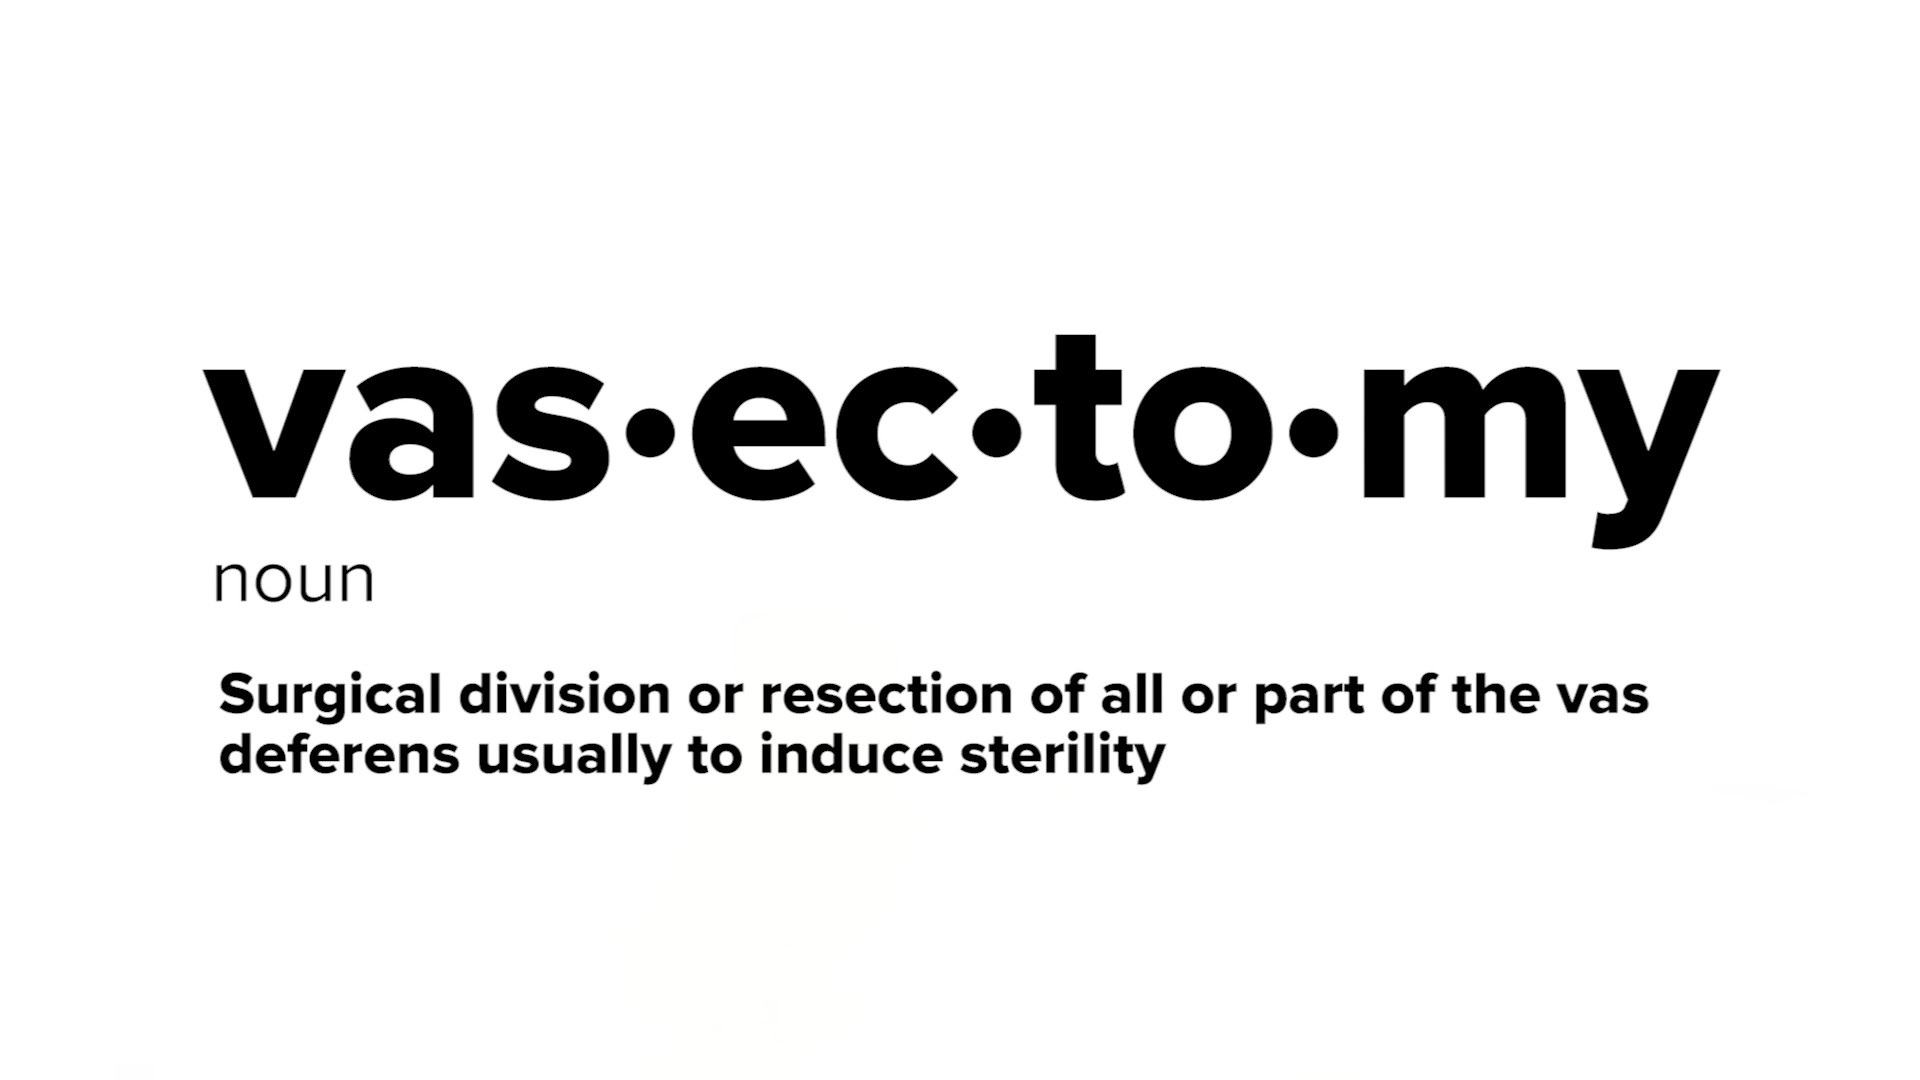 vas•ec•to•my
noun
Surgical division or resection of all or part of the vas
deferens usually to induce sterility